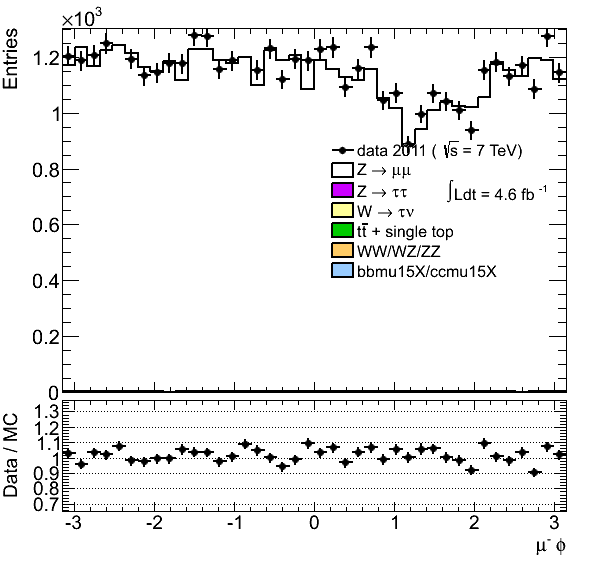 ×10³
Entries
1.2
1
0.8
0.6
0.4
0.2
0
data 2011 ( √s = 7 TeV)
Z → μμ
Z → ττ
∫Ldt = 4.6 fb⁻¹
W → τν
tt̅ + single top
WW/WZ/ZZ
bbmu15X/ccmu15X
Data / MC
1.3
1.2
1.1
1.0
0.9
0.8
0.7
-3 -2 -1 0 1 2 3
μ⁻ ϕ